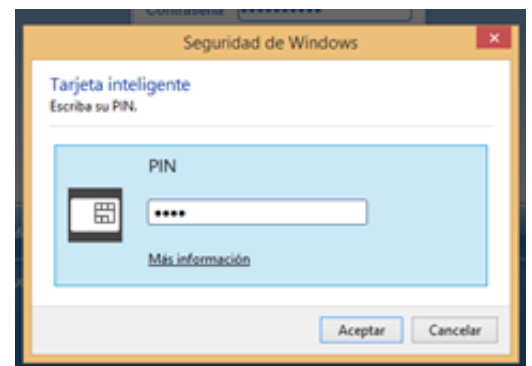 Contraseña ••••••••••
Seguridad de Windows
Tarjeta inteligente
Escriba su PIN.
PIN
••••
Más información
Aceptar
Cancelar